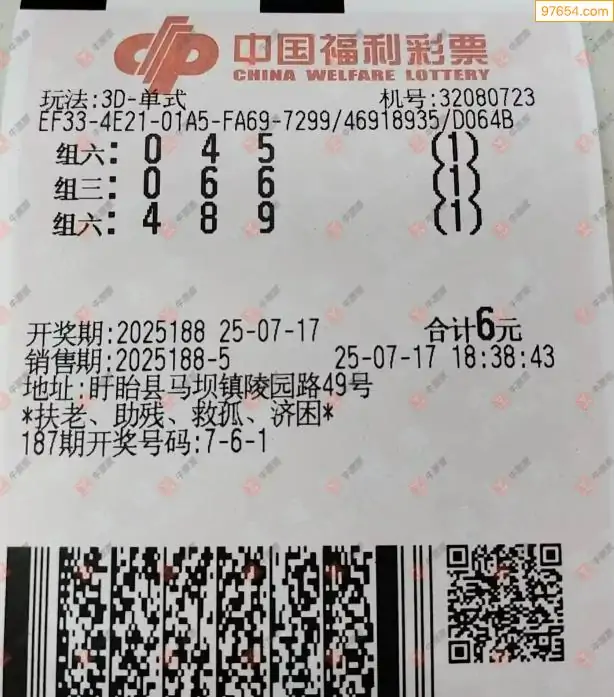 97654.com
中国福利彩票
CHINA WELFARE LOTTERY
玩法:3D-单式 机号:32080723
EF33-4E21-01A5-FA69-7299/46918935/D064B
组六: 0 4 5 (1)
组三: 0 6 6 (1)
组六: 4 8 9 (1)
开奖期:2025188 25-07-17 合计6元
销售期:2025188-5 25-07-17 18:38:43
地址:盱眙县马坝镇陵园路49号
*扶老、助残、救孤、济困*
187期开奖号码:7-6-1